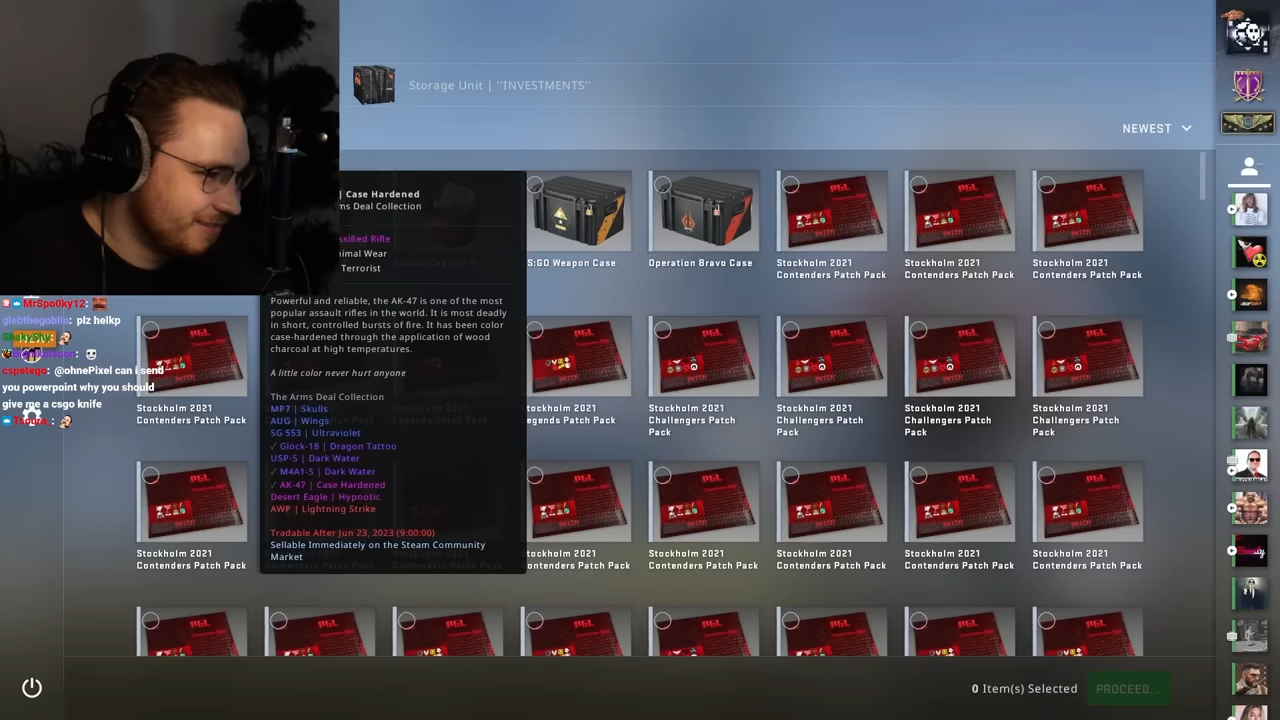 Storage Unit | "INVESTMENTS"
NEWEST
| Case Hardened
ms Deal Collection
ssified Rifle
nimal Wear
Terrorist
Powerful and reliable, the AK-47 is one of the most
popular assault rifles in the world. It is most deadly
in short, controlled bursts of fire. It has been color
case-hardened through the application of wood
charcoal at high temperatures.
A little color never hurt anyone
The Arms Deal Collection
MP7 | Skulls
AUG | Wings
SG 553 | Ultraviolet
✓ Glock-18 | Dragon Tattoo
USP-S | Dark Water
✓ M4A1-S | Dark Water
✓ AK-47 | Case Hardened
Desert Eagle | Hypnotic
AWP | Lightning Strike
Tradable After Jun 23, 2023 (9:00:00)
Sellable Immediately on the Steam Community
Market
S:GO Weapon Case
Operation Bravo Case
Stockholm 2021
Contenders Patch Pack
Stockholm 2021
Contenders Patch Pack
Stockholm 2021
Contenders Patch Pack
MrSpo0ky12:
glebthegoblin: plz helkp
ShakyShy:
cspetego: @ohnePixel can i send
you powerpoint why you should
give me a csgo knife
Tsoura_:
Stockholm 2021
Contenders Patch Pack
Stockholm 2021
Legends Patch Pack
Stockholm 2021
Challengers Patch
Pack
Stockholm 2021
Challengers Patch
Pack
Stockholm 2021
Challengers Patch
Pack
Stockholm 2021
Challengers Patch
Pack
Stockholm 2021
Contenders Patch Pack
Stockholm 2021
Contenders Patch Pack
Stockholm 2021
Contenders Patch Pack
Stockholm 2021
Contenders Patch Pack
Stockholm 2021
Contenders Patch Pack
Stockholm 2021
Contenders Patch Pack
0 Item(s) Selected
PROCEED...